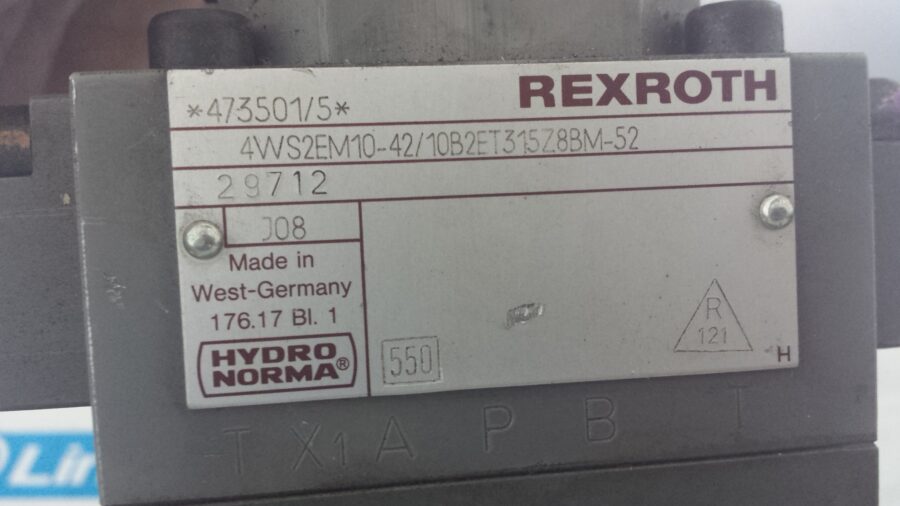 REXROTH
*473501/5*
4WS2EM10-42/10B2ET315Z8BM-52
29712
J08
Made in
West-Germany
176.17 Bl. 1
HYDRO
NORMA®
550
R
121
H
T X1 A P B T